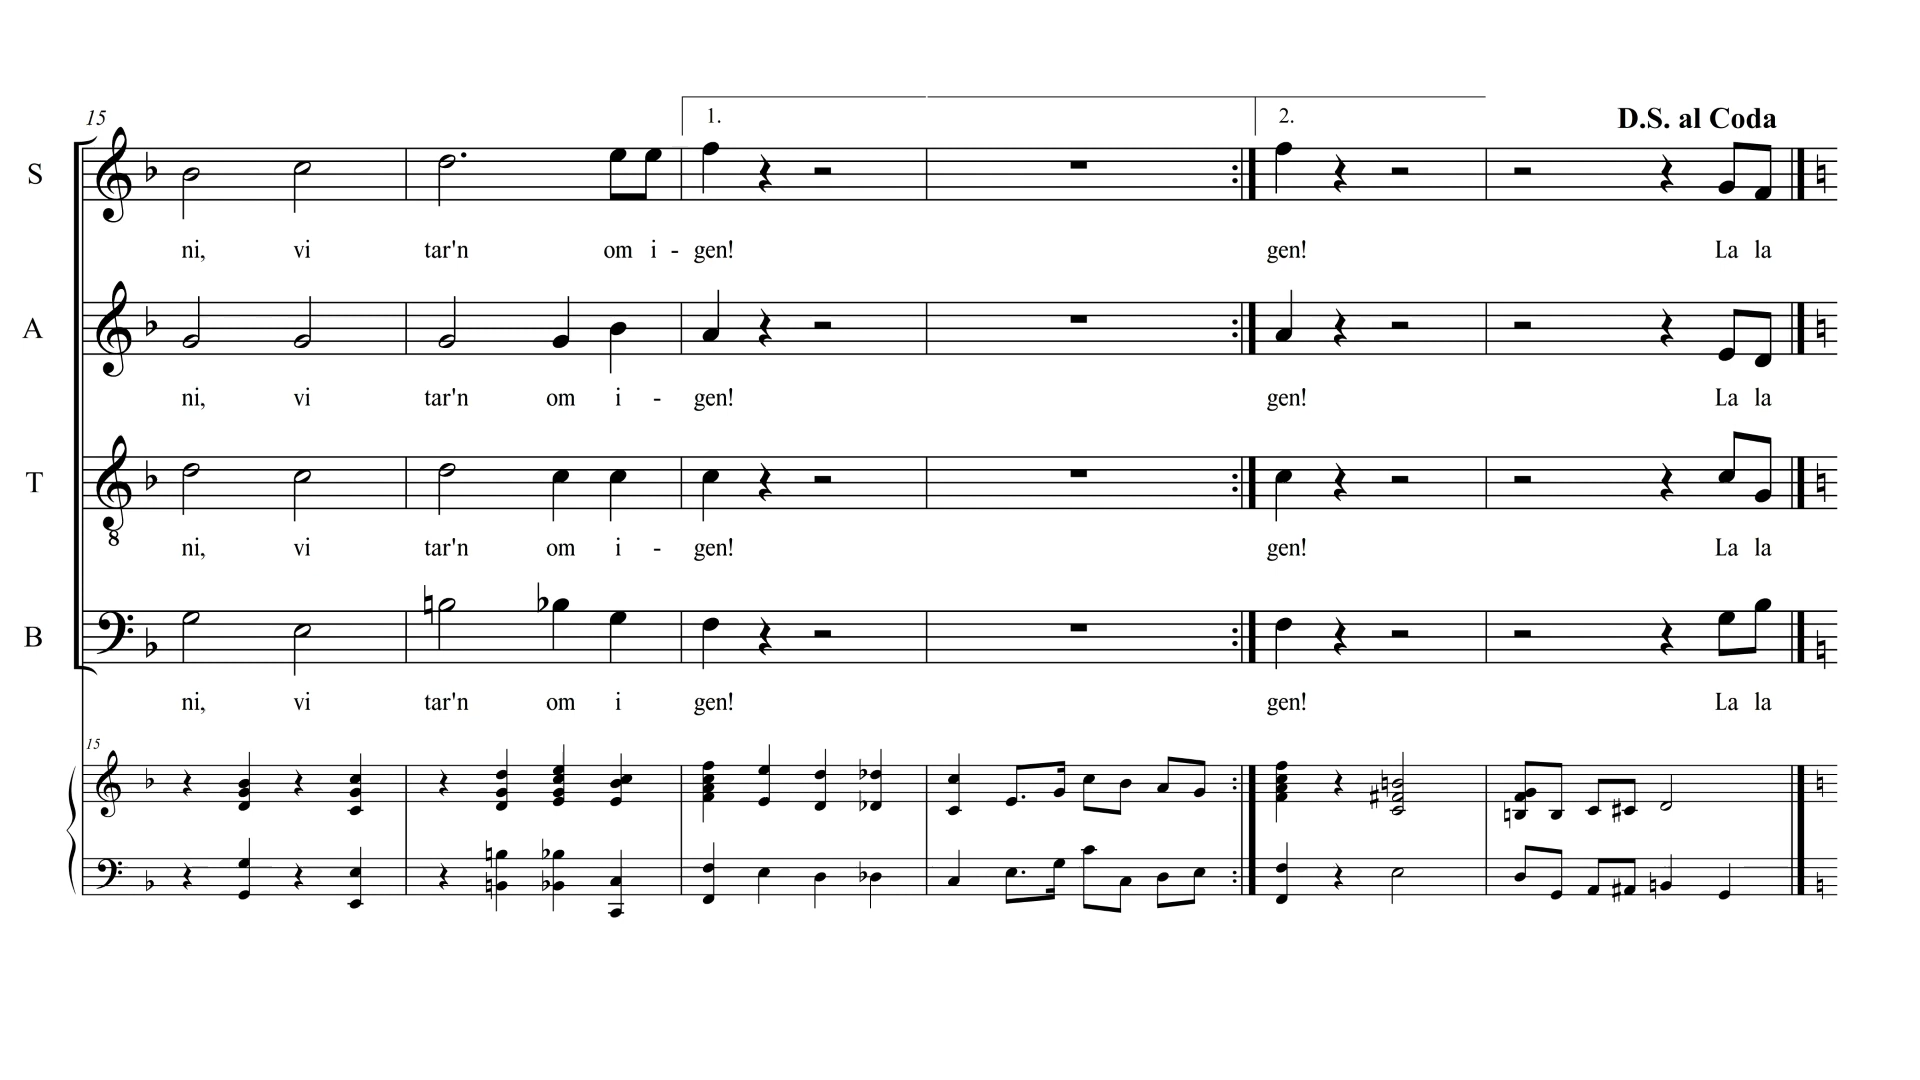 15
1.
2.
D.S. al Coda
S
ni, vi tar'n om i - gen! gen! La la
A
ni, vi tar'n om i - gen! gen! La la
T
8
ni, vi tar'n om i - gen! gen! La la
B
ni, vi tar'n om i gen! gen! La la
15